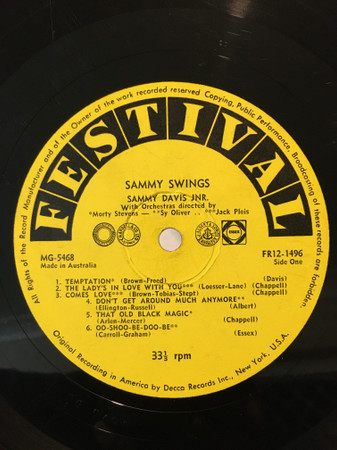 All Rights of the Record Manufacturer and of the Owner of the work recorded reserved Copying, Public Performance, Broadcasting of these records are forbidden.
FESTIVAL
SAMMY SWINGS
SAMMY DAVIS JNR.
With Orchestras directed by
*Marty Stevens — **Sy Oliver .. ***Jack Pleis
MG-5468
Made in Australia
FR12-1496
Side One
1. TEMPTATION* (Brown-Freed) (Davis)
2. THE LADY'S IN LOVE WITH YOU*** (Loesser-Lane) (Chappell)
3. COMES LOVE*** (Brown-Tobias-Stept) (Chappell)
4. DON'T GET AROUND MUCH ANYMORE**
(Ellington-Russell) (Albert)
5. THAT OLD BLACK MAGIC*
(Arlen-Mercer) (Chappell)
6. OO-SHOO-BE-DOO-BE**
(Carroll-Graham) (Essex)
33⅓ rpm
Original Recording in America by Decca Records Inc., New York, U.S.A.